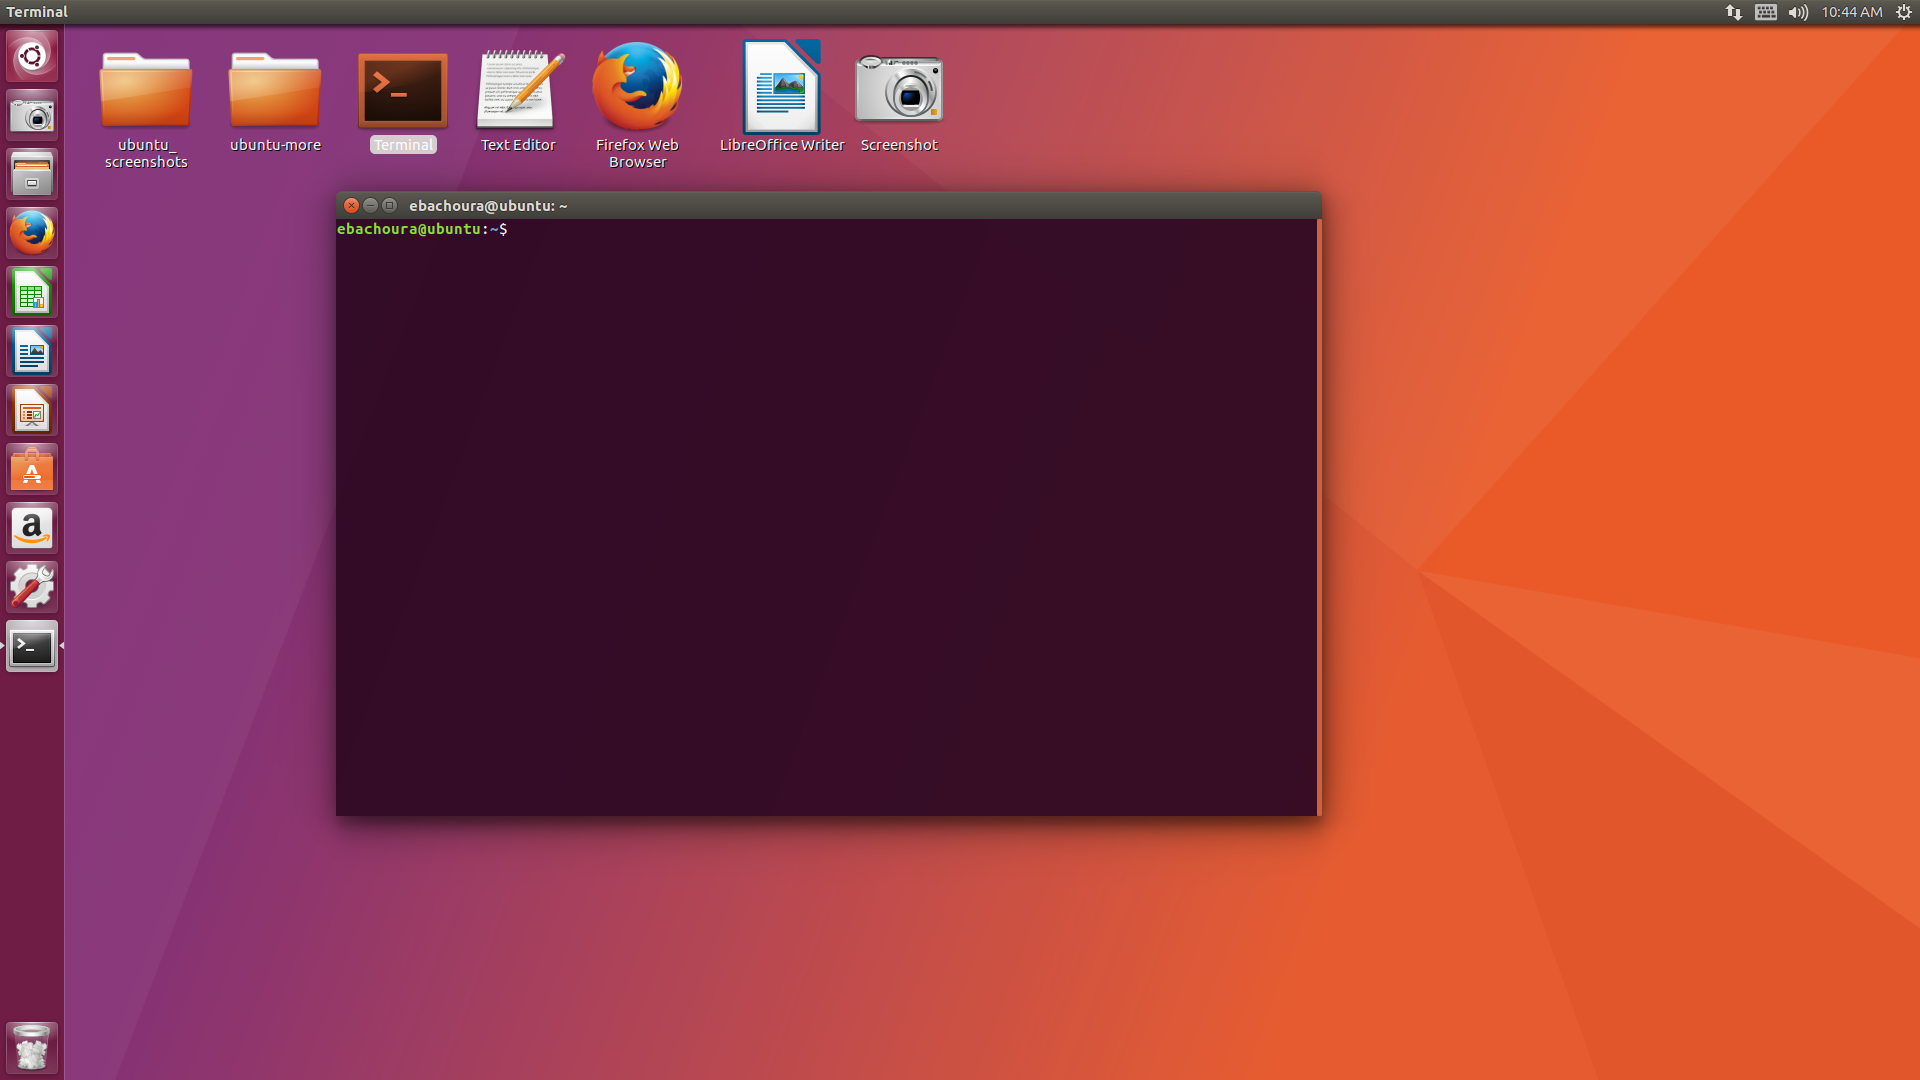 Terminal
10:44 AM
ubuntu_
screenshots
ubuntu-more
Terminal
Text Editor
Firefox Web
Browser
LibreOffice Writer
Screenshot
ebachoura@ubuntu: ~
ebachoura@ubuntu:~$